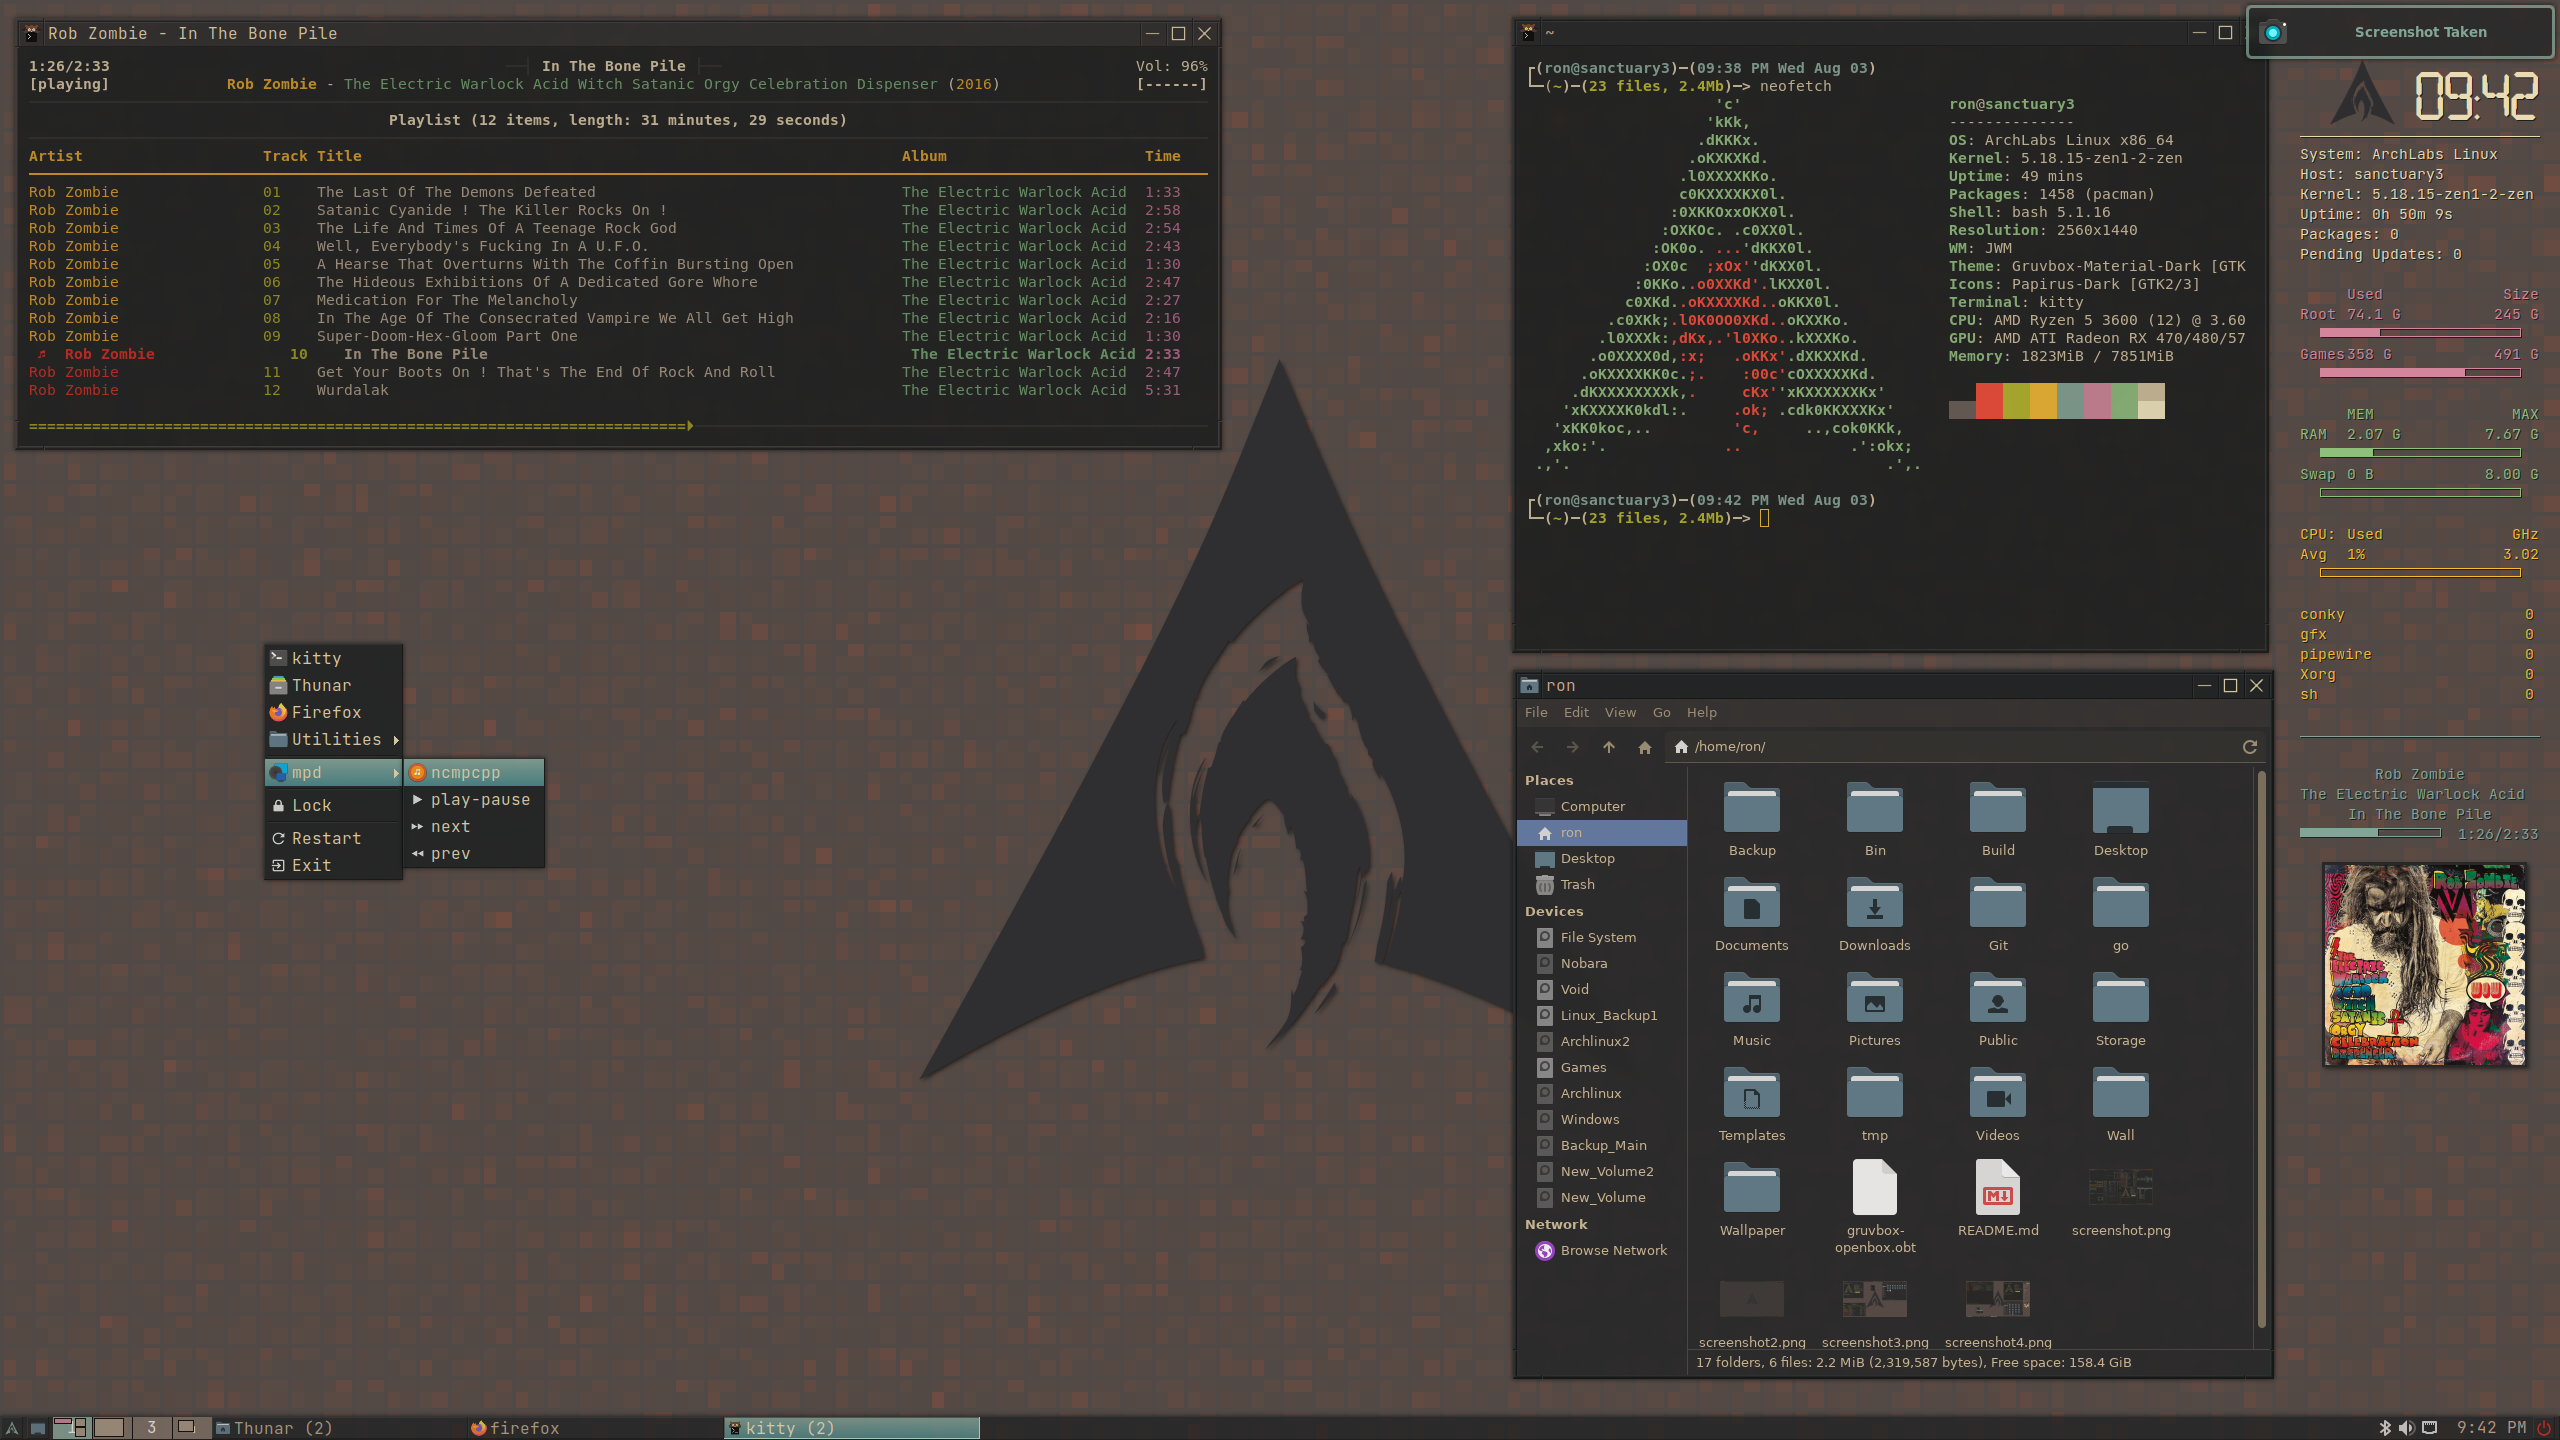 Rob Zombie - In The Bone Pile
1:26/2:33 In The Bone Pile Vol: 96%
[playing] Rob Zombie - The Electric Warlock Acid Witch Satanic Orgy Celebration Dispenser (2016) [------]
Playlist (12 items, length: 31 minutes, 29 seconds)
Artist Track Title Album Time
Rob Zombie 01 The Last Of The Demons Defeated The Electric Warlock Acid 1:33
Rob Zombie 02 Satanic Cyanide ! The Killer Rocks On ! The Electric Warlock Acid 2:58
Rob Zombie 03 The Life And Times Of A Teenage Rock God The Electric Warlock Acid 2:54
Rob Zombie 04 Well, Everybody's Fucking In A U.F.O. The Electric Warlock Acid 2:43
Rob Zombie 05 A Hearse That Overturns With The Coffin Bursting Open The Electric Warlock Acid 1:30
Rob Zombie 06 The Hideous Exhibitions Of A Dedicated Gore Whore The Electric Warlock Acid 2:47
Rob Zombie 07 Medication For The Melancholy The Electric Warlock Acid 2:27
Rob Zombie 08 In The Age Of The Consecrated Vampire We All Get High The Electric Warlock Acid 2:16
Rob Zombie 09 Super-Doom-Hex-Gloom Part One The Electric Warlock Acid 1:30
Rob Zombie 10 In The Bone Pile The Electric Warlock Acid 2:33
Rob Zombie 11 Get Your Boots On ! That's The End Of Rock And Roll The Electric Warlock Acid 2:47
Rob Zombie 12 Wurdalak The Electric Warlock Acid 5:31
kitty
Thunar
Firefox
Utilities
mpd
Lock
Restart
Exit
ncmpcpp
play-pause
next
prev
~
(ron@sanctuary3)-(09:38 PM Wed Aug 03)
(~)-(23 files, 2.4Mb)-> neofetch
ron@sanctuary3
--------------
OS: ArchLabs Linux x86_64
Kernel: 5.18.15-zen1-2-zen
Uptime: 49 mins
Packages: 1458 (pacman)
Shell: bash 5.1.16
Resolution: 2560x1440
WM: JWM
Theme: Gruvbox-Material-Dark [GTK
Icons: Papirus-Dark [GTK2/3]
Terminal: kitty
CPU: AMD Ryzen 5 3600 (12) @ 3.60
GPU: AMD ATI Radeon RX 470/480/57
Memory: 1823MiB / 7851MiB
(ron@sanctuary3)-(09:42 PM Wed Aug 03)
(~)-(23 files, 2.4Mb)->
ron
File Edit View Go Help
/home/ron/
Places
Computer
ron
Desktop
Trash
Devices
File System
Nobara
Void
Linux_Backup1
Archlinux2
Games
Archlinux
Windows
Backup_Main
New_Volume2
New_Volume
Network
Browse Network
Backup Bin Build Desktop
Documents Downloads Git go
Music Pictures Public Storage
Templates tmp Videos Wall
Wallpaper gruvbox-openbox.obt README.md screenshot.png
screenshot2.png screenshot3.png screenshot4.png
17 folders, 6 files: 2.2 MiB (2,319,587 bytes), Free space: 158.4 GiB
Screenshot Taken
09:42
System: ArchLabs Linux
Host: sanctuary3
Kernel: 5.18.15-zen1-2-zen
Uptime: 0h 50m 9s
Packages: 0
Pending Updates: 0
Used Size
Root 74.1 G 245 G
Games 358 G 491 G
MEM MAX
RAM 2.07 G 7.67 G
Swap 0 B 8.00 G
CPU: Used GHz
Avg 1% 3.02
conky 0
gfx 0
pipewire 0
Xorg 0
sh 0
Rob Zombie
The Electric Warlock Acid
In The Bone Pile
1:26/2:33
Rob Zombie
1 3 Thunar (2) firefox kitty (2) 9:42 PM